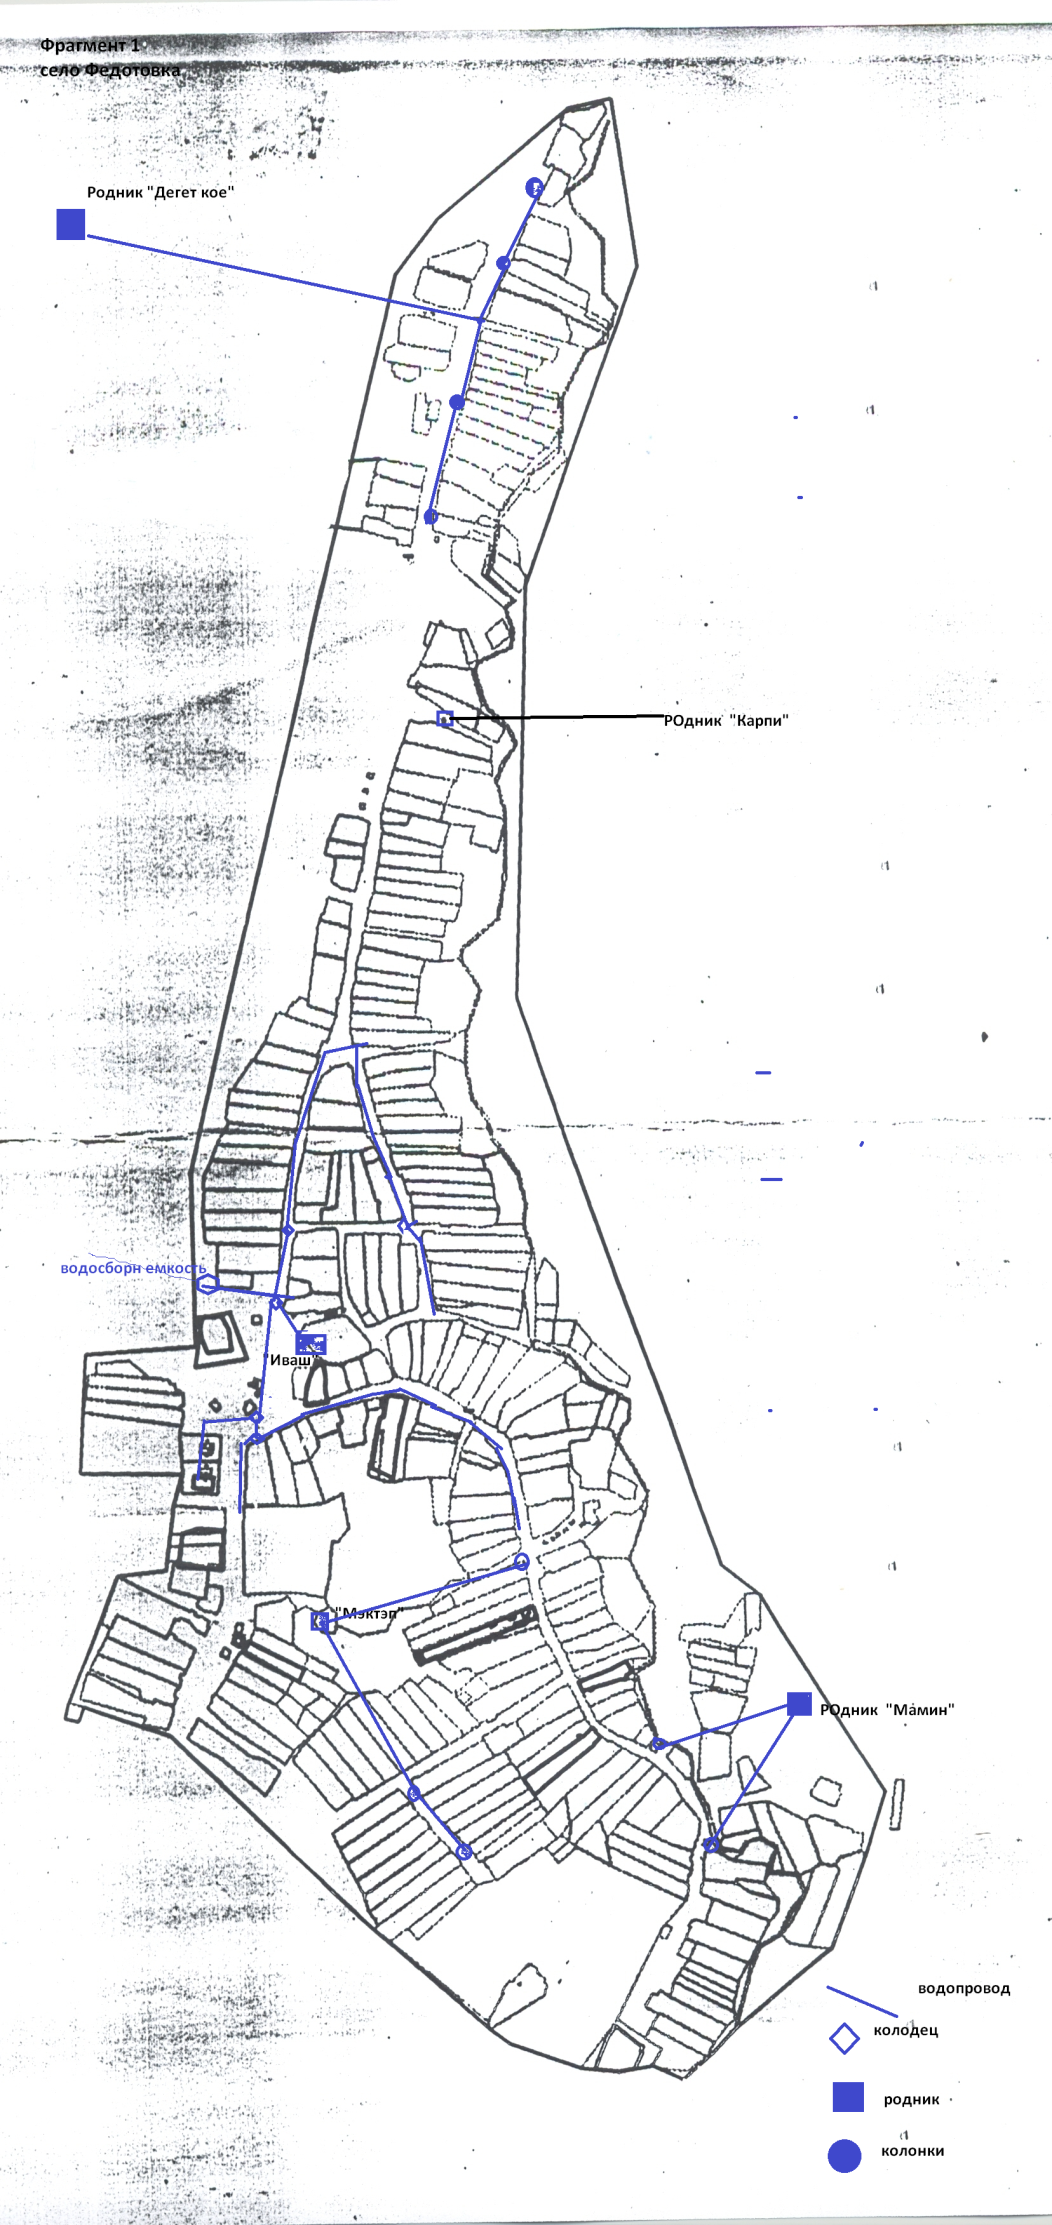 Фрагмент 1
село Федотовка
Родник "Дегет кое"
РОдник "Карпи"
водосборн емкость
"Иваш"
"Мэктэп"
РОдник "Мамин"
водопровод
колодец
родник
колонки